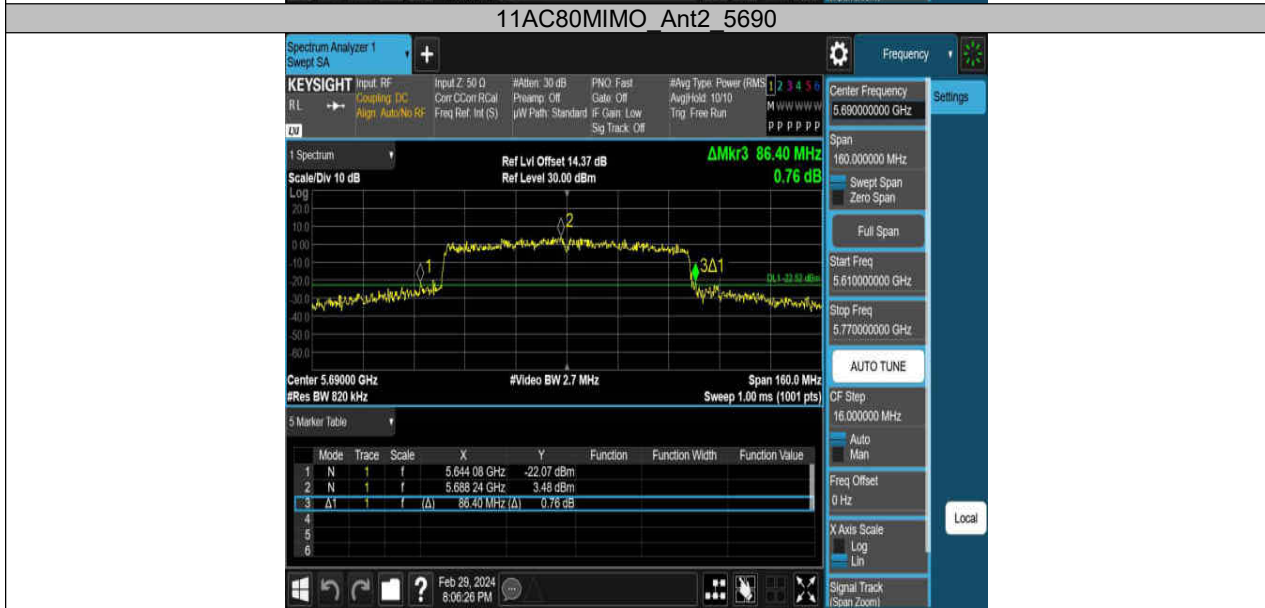 11AC80MIMO_Ant2_5690
Spectrum Analyzer 1
Swept SA
+
Frequency
KEYSIGHT
RL
LXI
Input: RF
Coupling: DC
Align: Auto/No RF
Input Z: 50 Ω
Corr CCorr RCal
Freq Ref: Int (S)
#Atten: 30 dB
Preamp: Off
µW Path: Standard
PNO: Fast
Gate: Off
IF Gain: Low
Sig Track: Off
#Avg Type: Power (RMS
Avg|Hold: 10/10
Trig: Free Run
1 2 3 4 5 6
M W W W W W
P P P P P P
1 Spectrum
Scale/Div 10 dB
Ref Lvl Offset 14.37 dB
Ref Level 30.00 dBm
ΔMkr3 86.40 MHz
0.76 dB
Log
20.0
10.0
0.00
-10.0
-20.0
-30.0
-40.0
-50.0
-60.0
1
2
3Δ1
DL1 -22.52 dBm
Center 5.69000 GHz
#Video BW 2.7 MHz
Span 160.0 MHz
#Res BW 820 kHz
Sweep 1.00 ms (1001 pts)
5 Marker Table
Mode Trace Scale X Y Function Function Width Function Value
1 N 1 f 5.644 08 GHz -22.07 dBm
2 N 1 f 5.688 24 GHz 3.48 dBm
3 Δ1 1 f (Δ) 86.40 MHz (Δ) 0.76 dB
4
5
6
?
Feb 29, 2024
8:06:26 PM
Center Frequency
5.690000000 GHz
Settings
Span
160.000000 MHz
Swept Span
Zero Span
Full Span
Start Freq
5.610000000 GHz
Stop Freq
5.770000000 GHz
AUTO TUNE
CF Step
16.000000 MHz
Auto
Man
Freq Offset
0 Hz
X Axis Scale
Log
Lin
Local
Signal Track
(Span Zoom)